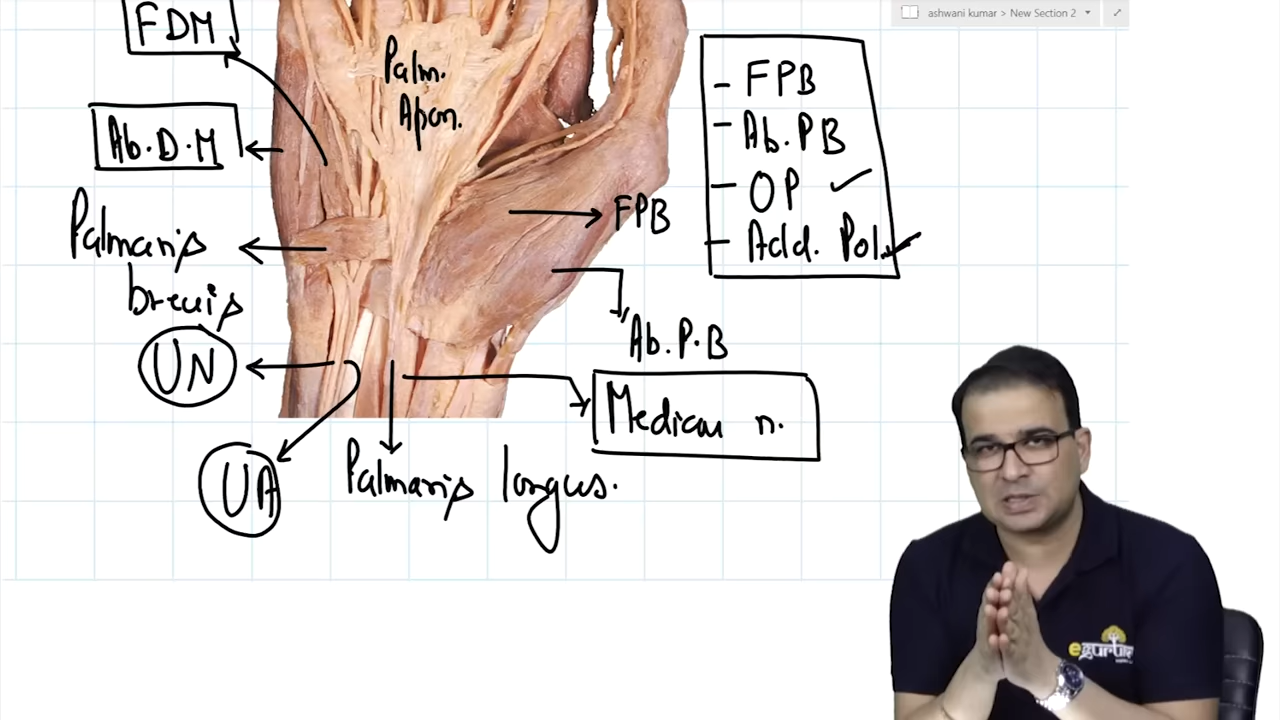 ashwani kumar > New Section 2
FDM
Palm.
Apon.
Ab.D.M
Palmaris
brevis
UN
UA
Palmaris longus.
FPB
Ab.P.B
Median n.
- FPB
- Ab.PB
- OP ✓
- Add. Pol. ✓
egurukul